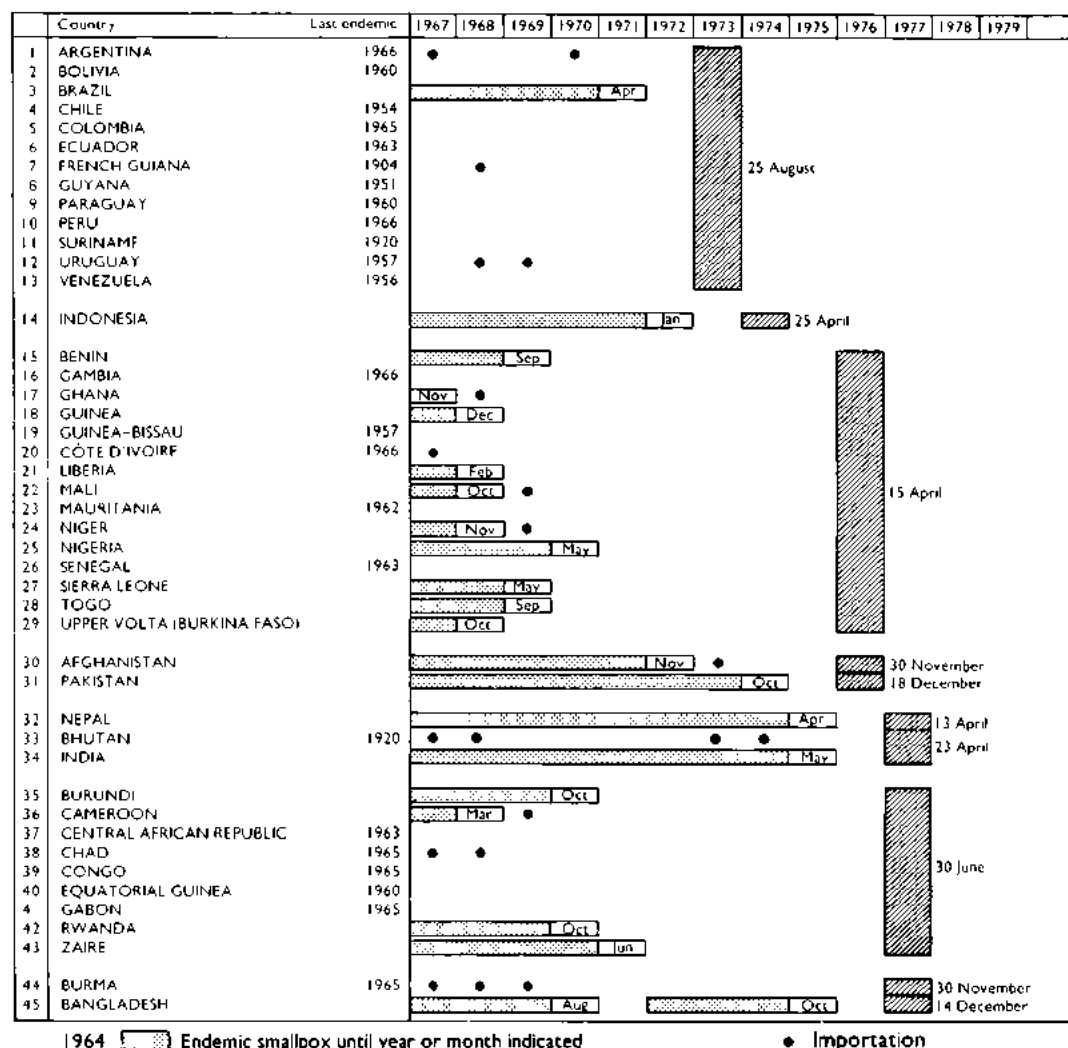 Country Last endemic 1967 1968 1969 1970 1971 1972 1973 1974 1975 1976 1977 1978 1979
1 ARGENTINA 1966
2 BOLIVIA 1960
3 BRAZIL Apr
4 CHILE 1954
5 COLOMBIA 1965
6 ECUADOR 1963
7 FRENCH GUIANA 1904 25 August
8 GUYANA 1951
9 PARAGUAY 1960
10 PERU 1966
11 SURINAME 1920
12 URUGUAY 1957
13 VENEZUELA 1956
14 INDONESIA Jan 25 April
15 BENIN Sep
16 GAMBIA 1966
17 GHANA Nov
18 GUINEA Dec
19 GUINEA-BISSAU 1957
20 CÔTE D'IVOIRE 1966
21 LIBERIA Feb
22 MALI Oct 15 April
23 MAURITANIA 1962
24 NIGER Nov
25 NIGERIA May
26 SENEGAL 1963
27 SIERRA LEONE May
28 TOGO Sep
29 UPPER VOLTA (BURKINA FASO) Oct
30 AFGHANISTAN Nov 30 November
31 PAKISTAN Oct 18 December
32 NEPAL Apr 13 April
33 BHUTAN 1920 23 April
34 INDIA May
35 BURUNDI Oct
36 CAMEROON Mar
37 CENTRAL AFRICAN REPUBLIC 1963
38 CHAD 1965
39 CONGO 1965 30 June
40 EQUATORIAL GUINEA 1960
4 GABON 1965
42 RWANDA Oct
43 ZAIRE Jun
44 BURMA 1965 30 November
45 BANGLADESH Aug Oct 14 December
1964 Endemic smallpox until year or month indicated Importation